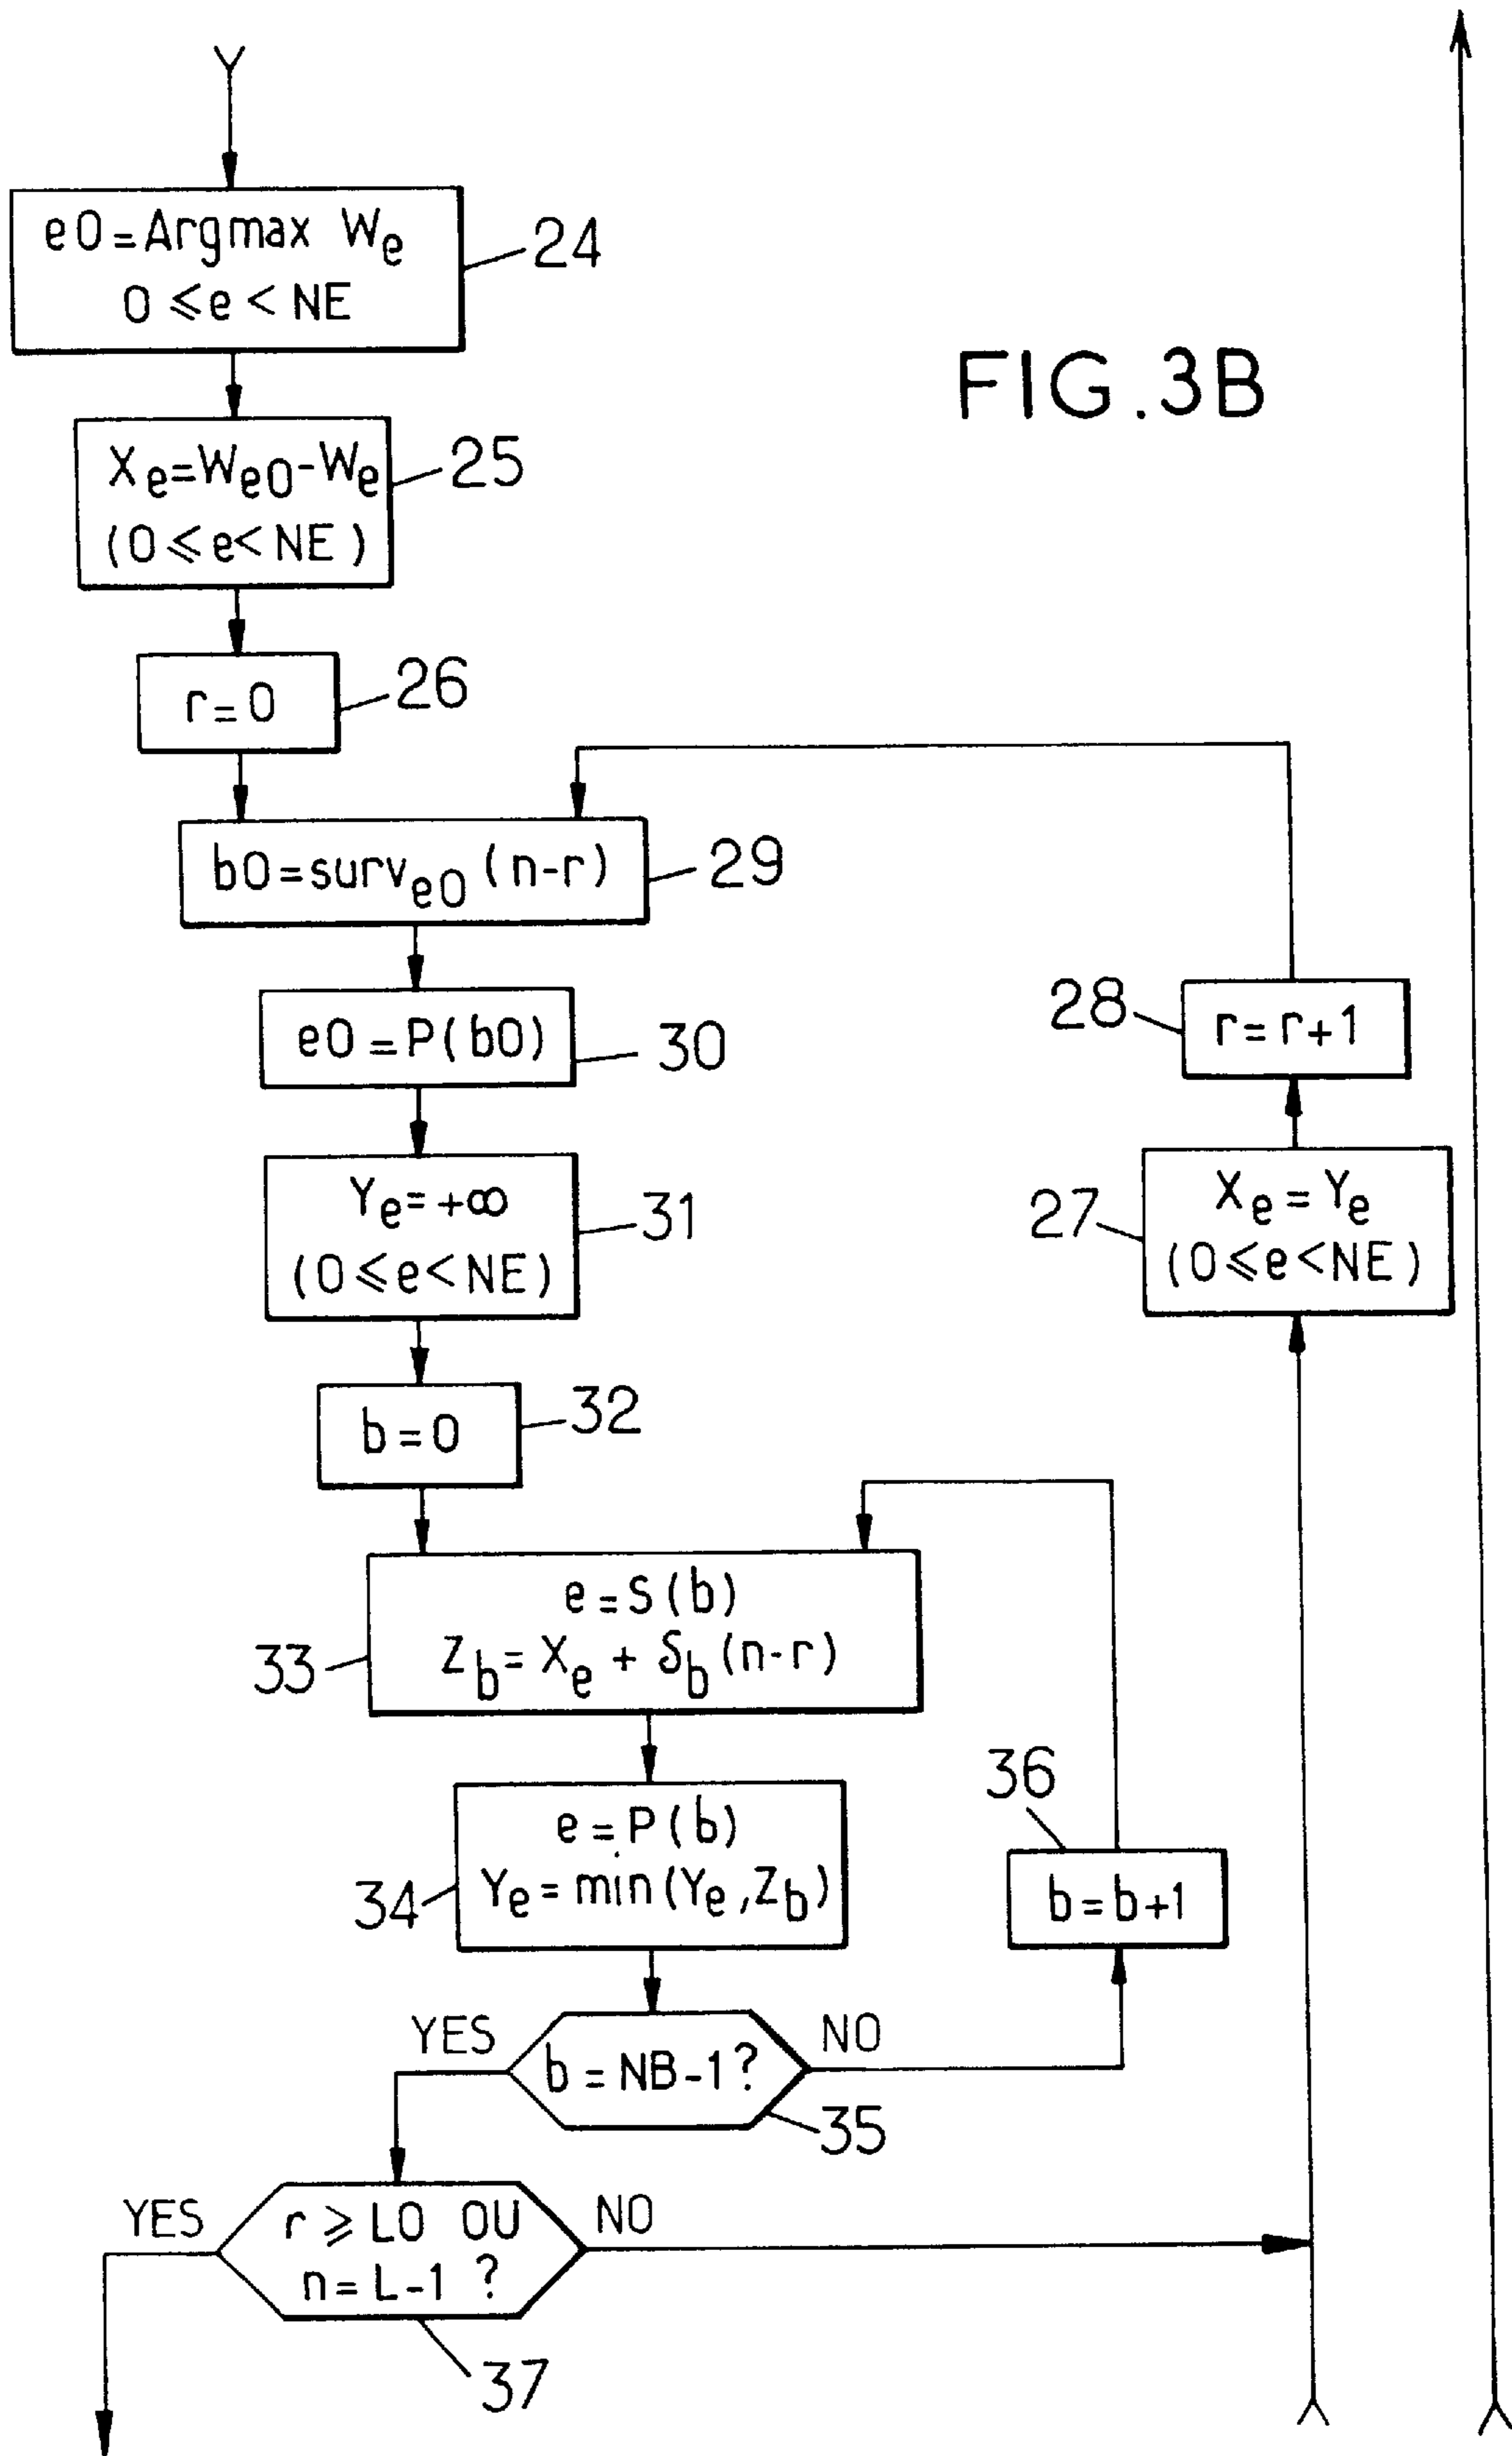 e0=Argmax We
0 ≤ e < NE
24
FIG.3B
Xe=We0-We
(0 ≤ e < NE)
25
r=0
26
b0=surve0 (n-r)
29
e0=P(b0)
30
28
r=r+1
Ye=+∞
(0 ≤ e < NE)
31
27
Xe=Ye
(0 ≤ e < NE)
b=0
32
e=S(b)
Zb=Xe + δb(n-r)
33
36
e=P(b)
Ye=min(Ye,Zb)
34
b=b+1
YES
b=NB-1?
NO
35
YES
r ≥ L0 OU
n=L-1 ?
NO
37